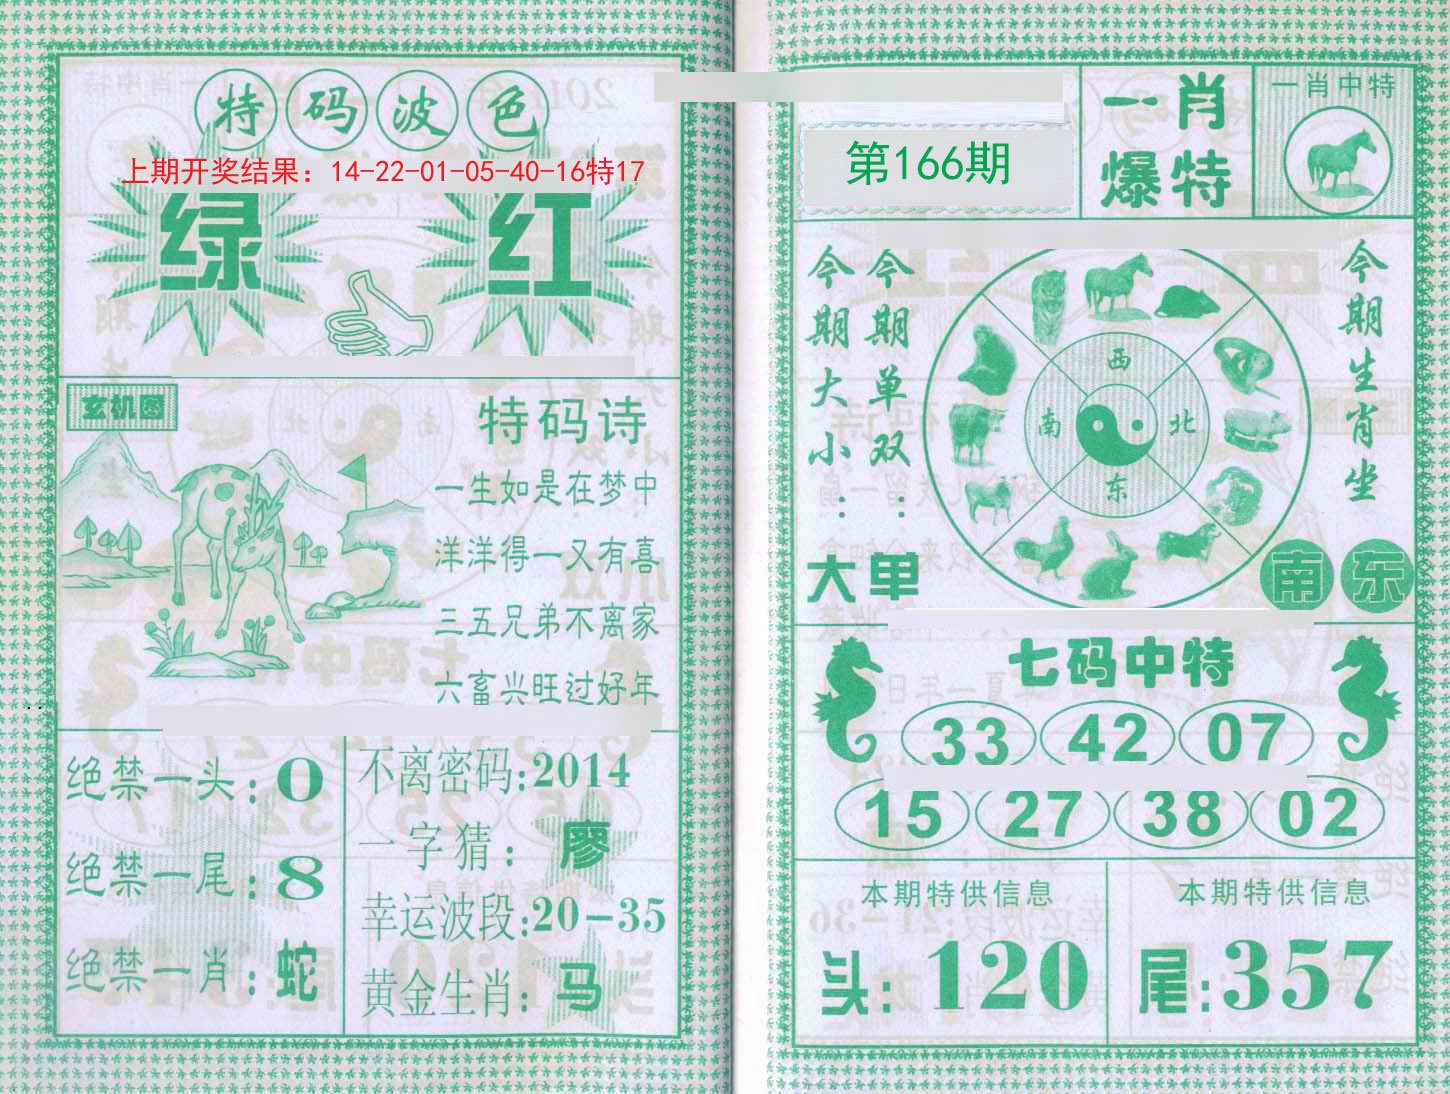 特码波色
上期开奖结果：14-22-01-05-40-16特17
绿 红
玄机图
特码诗
一生如是在梦中
洋洋得一又有喜
三五兄弟不离家
六畜兴旺过好年
绝禁一头:0
绝禁一尾:8
绝禁一肖:蛇
不离密码:2014
一字猜：廖
幸运波段:20-35
黄金生肖：马
第166期
一肖
爆特
一肖中特
今期大小：大
今期单双：单
西
南 北
东
今期生肖坐
南 东
七码中特
33 42 07
15 27 38 02
本期特供信息
头：120
本期特供信息
尾:357